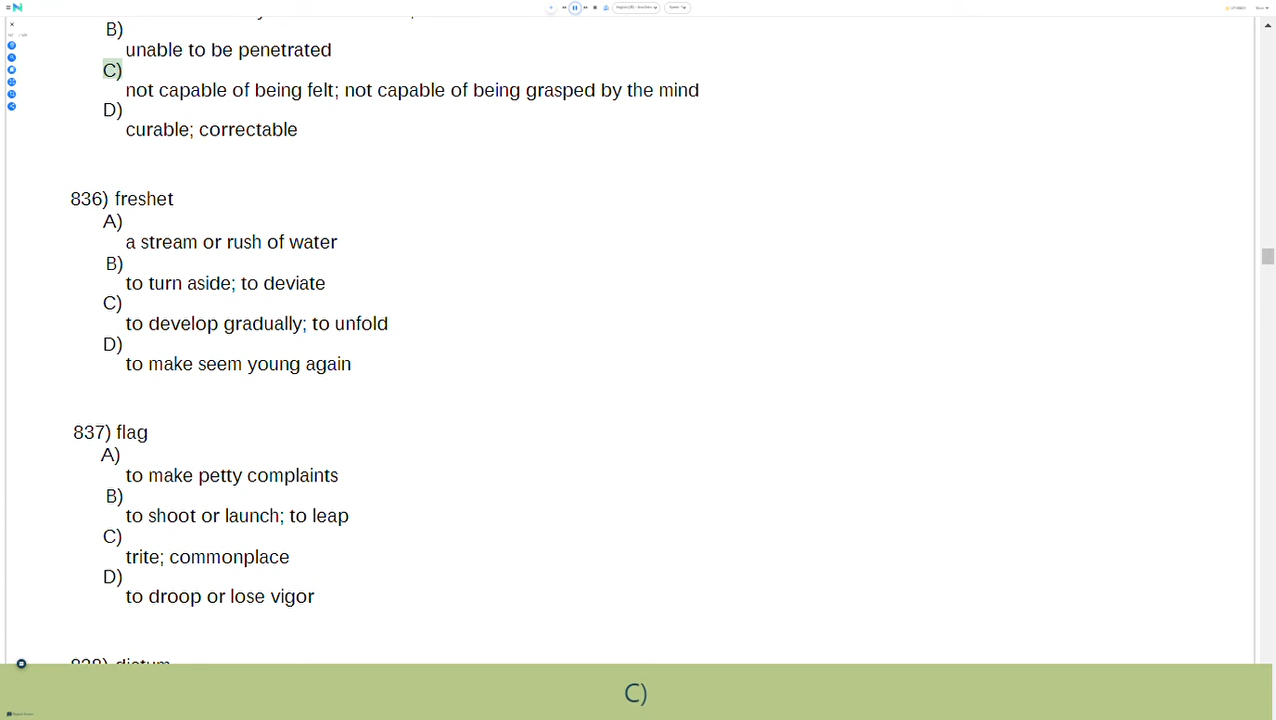 B)
unable to be penetrated
C)
not capable of being felt; not capable of being grasped by the mind
D)
curable; correctable
836) freshet
A)
a stream or rush of water
B)
to turn aside; to deviate
C)
to develop gradually; to unfold
D)
to make seem young again
837) flag
A)
to make petty complaints
B)
to shoot or launch; to leap
C)
trite; commonplace
D)
to droop or lose vigor
838) dictum
C)